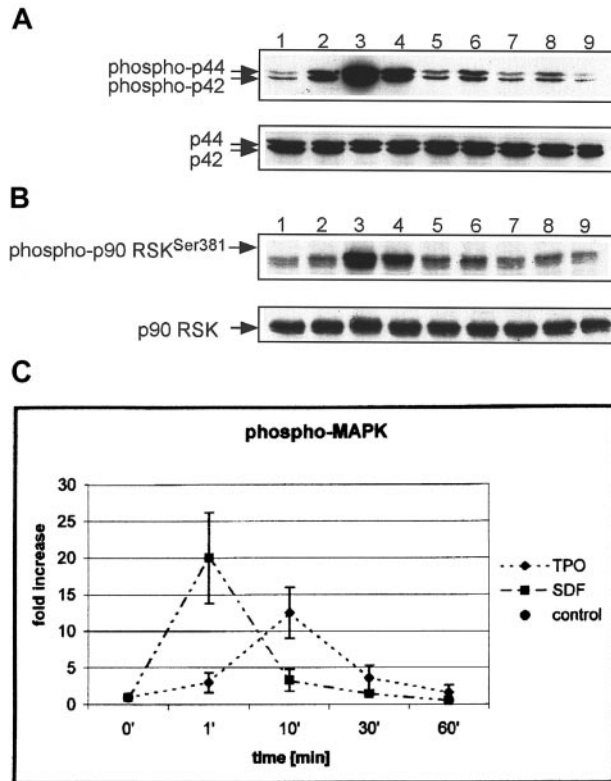 A
1 2 3 4 5 6 7 8 9
phospho-p44
phospho-p42
p44
p42
B
1 2 3 4 5 6 7 8 9
phospho-p90 RSK^Ser381
p90 RSK
C
phospho-MAPK
30
25
20
15
10
5
0
fold increase
0' 1' 10' 30' 60'
time [min]
TPO
SDF
control